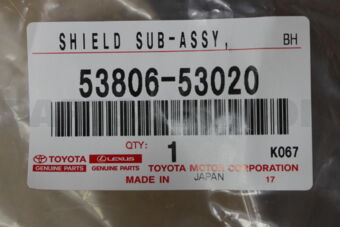 SHIELD SUB-ASSY, BH
53806-53020
QTY: 1 K067
TOYOTA LEXUS
GENUINE PARTS GENUINE PARTS TOYOTA MOTOR CORPORATION
MADE IN JAPAN 17